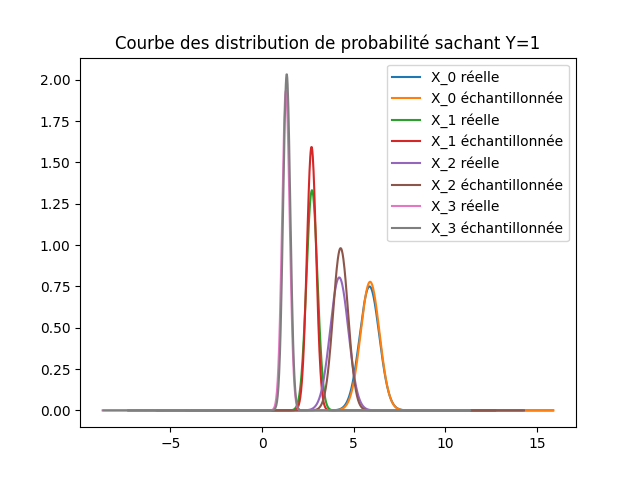 Courbe des distribution de probabilité sachant Y=1
X_0 réelle
X_0 échantillonnée
X_1 réelle
X_1 échantillonnée
X_2 réelle
X_2 échantillonnée
X_3 réelle
X_3 échantillonnée
2.00
1.75
1.50
1.25
1.00
0.75
0.50
0.25
0.00
−5
0
5
10
15